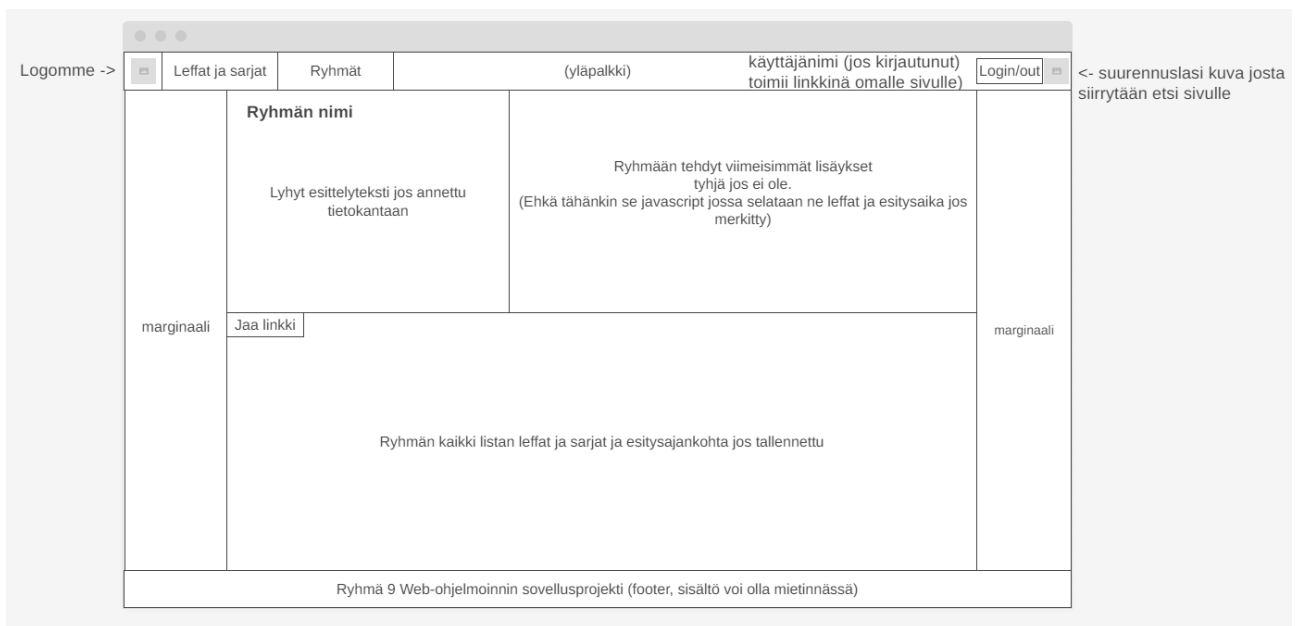 Logomme ->
Leffat ja sarjat
Ryhmät
(yläpalkki)
käyttäjänimi (jos kirjautunut)
toimii linkkinä omalle sivulle)
Login/out
<- suurennuslasi kuva josta
siirrytään etsi sivulle
Ryhmän nimi
Lyhyt esittelyteksti jos annettu
tietokantaan
Ryhmään tehdyt viimeisimmät lisäykset
tyhjä jos ei ole.
(Ehkä tähänkin se javascript jossa selataan ne leffat ja esitysaika jos
merkitty)
marginaali
Jaa linkki
marginaali
Ryhmän kaikki listan leffat ja sarjat ja esitysajankohta jos tallennettu
Ryhmä 9 Web-ohjelmoinnin sovellusprojekti (footer, sisältö voi olla mietinnässä)